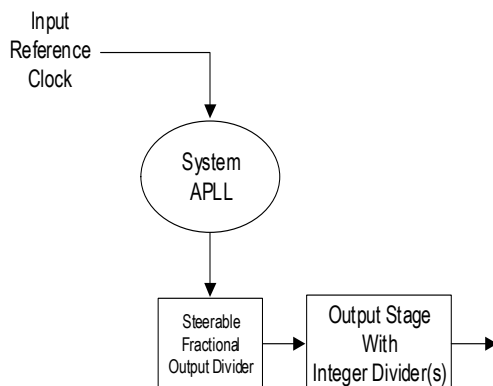 Input
Reference
Clock
System
APLL
Steerable
Fractional
Output Divider
Output Stage
With
Integer Divider(s)